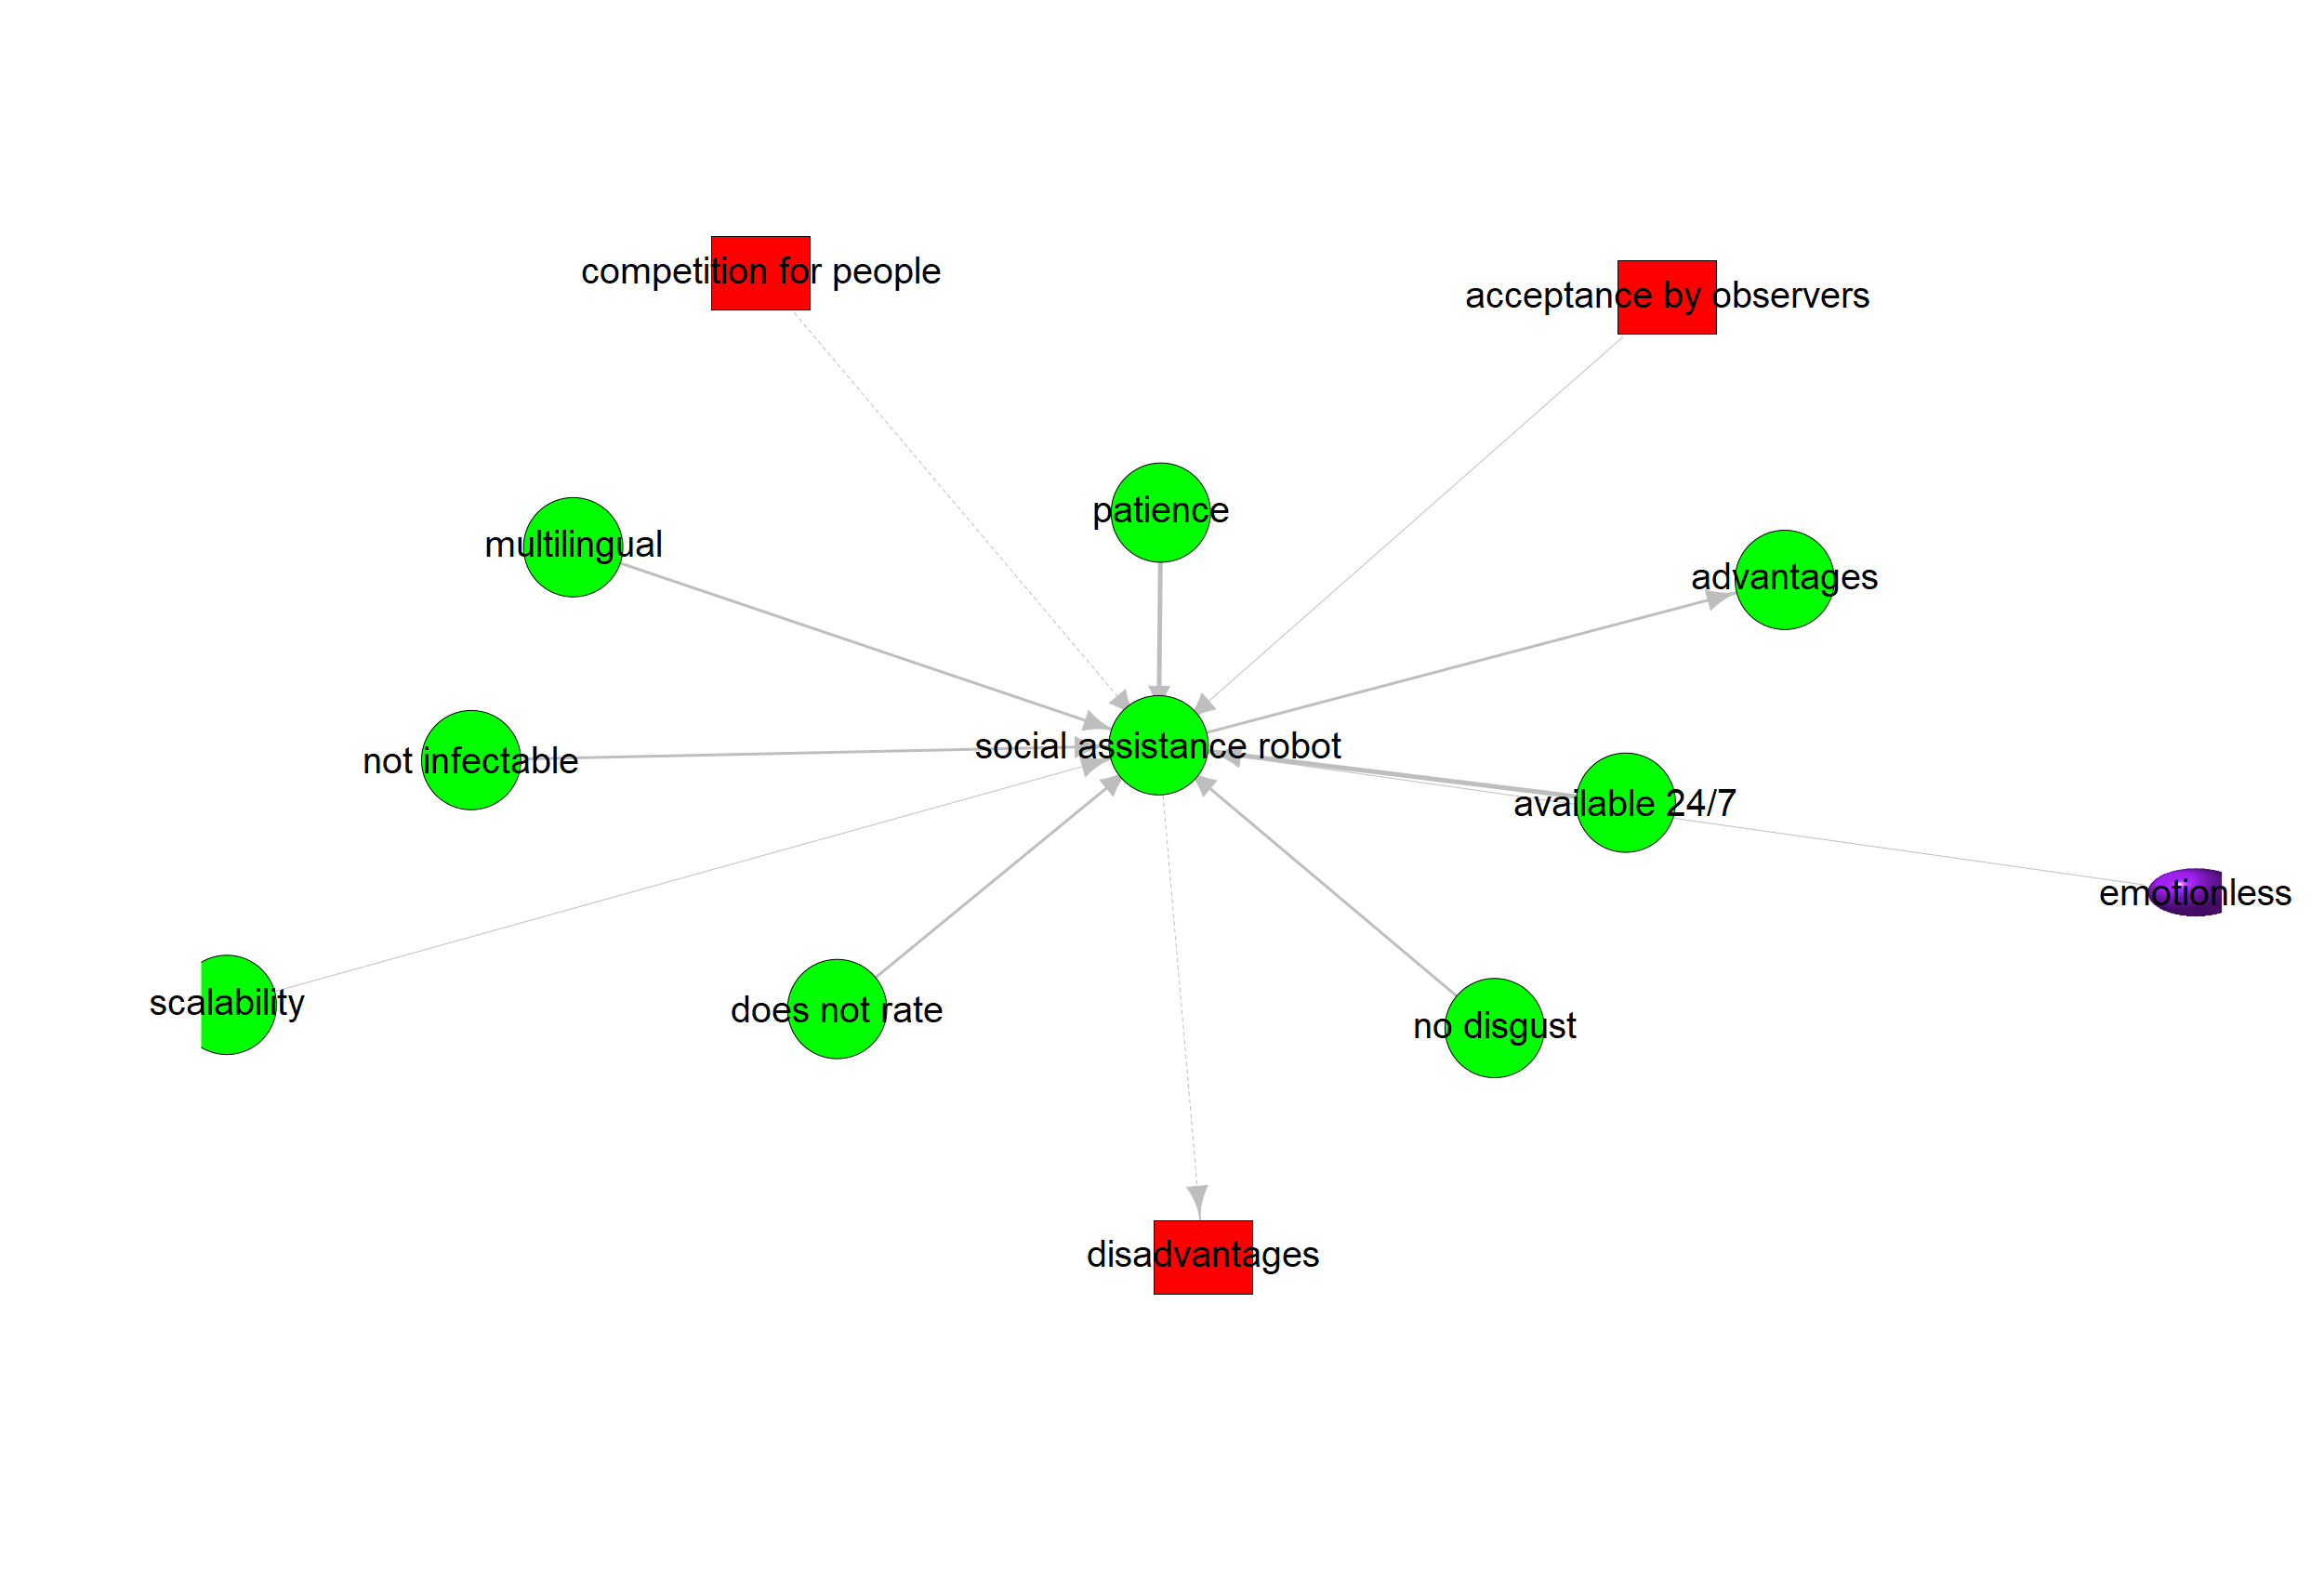 competition for people
acceptance by observers
patience
multilingual
advantages
social assistance robot
not infectable
available 24/7
emotionless
scalability
does not rate
no disgust
disadvantages